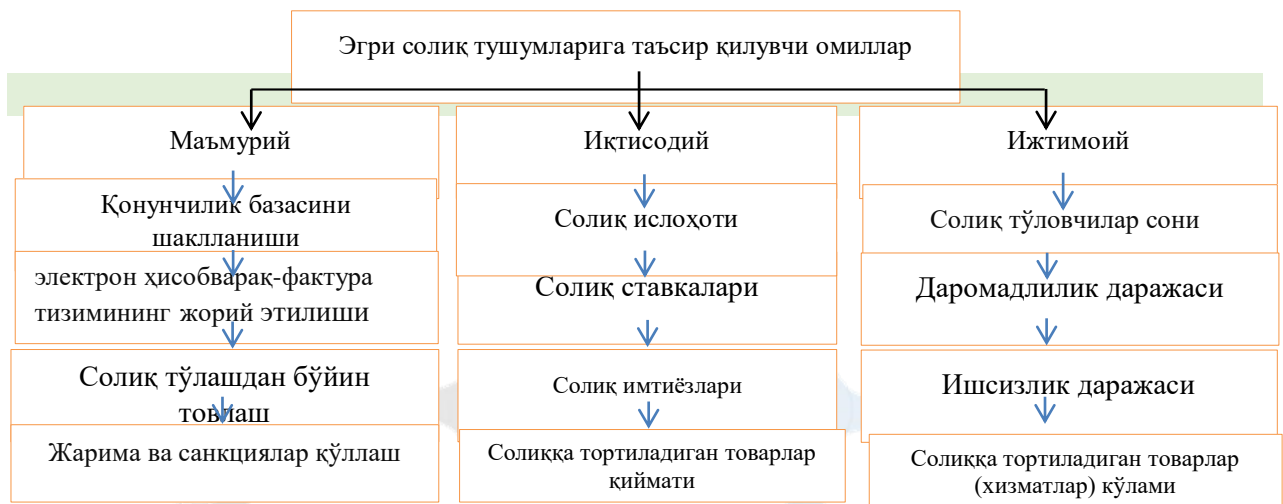 Эгри солиқ тушумларига таъсир қилувчи омиллар
Маъмурий
Қонунчилик базасини
шаклланиши
электрон ҳисобварақ-фактура
тизимининг жорий этилиши
Солиқ тўлашдан бўйин
товлаш
Жарима ва санкциялар қўллаш
Иқтисодий
Солиқ ислоҳоти
Солиқ ставкалари
Солиқ имтиёзлари
Солиққа тортиладиган товарлар
қиймати
Ижтимоий
Солиқ тўловчилар сони
Даромадлилик даражаси
Ишсизлик даражаси
Солиққа тортиладиган товарлар
(хизматлар) кўлами